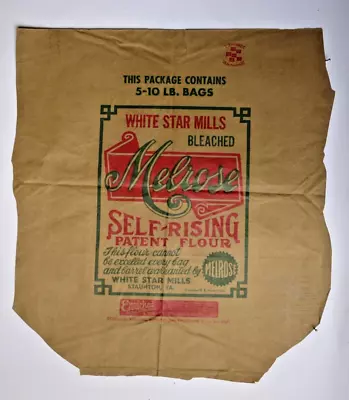 THIS PACKAGE CONTAINS
5-10 LB. BAGS
WHITE STAR MILLS
BLEACHED
Melrose
SELF-RISING
PATENT FLOUR
This flour cannot
be excelled every bag
and barrel guaranteed by
MELROSE
WHITE STAR MILLS
STAUNTON, VA.